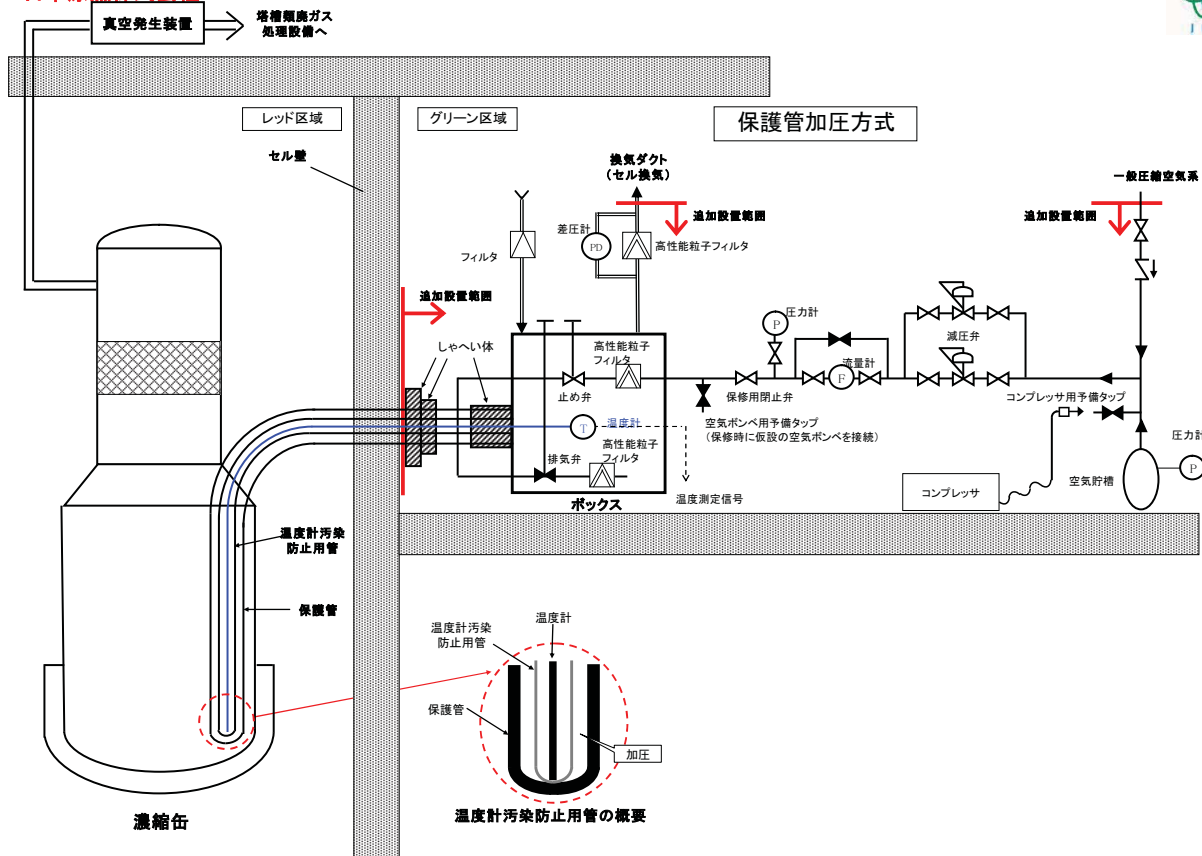 真空発生装置
塔槽類廃ガス
処理設備へ
レッド区域
グリーン区域
保護管加圧方式
セル壁
換気ダクト
(セル換気)
一般圧縮空気系
追加設置範囲
追加設置範囲
差圧計
PD
高性能粒子フィルタ
フィルタ
追加設置範囲
圧力計
P
しゃへい体
高性能粒子
フィルタ
減圧弁
流量計
F
止め弁
保修用閉止弁
コンプレッサ用予備タップ
空気ボンベ用予備タップ
(保修時に仮設の空気ボンベを接続)
T
温度計
高性能粒子
フィルタ
排気弁
圧力計
P
空気貯槽
コンプレッサ
温度測定信号
ボックス
温度計汚染
防止用管
保護管
温度計
温度計汚染
防止用管
保護管
加圧
温度計汚染防止用管の概要
濃縮缶